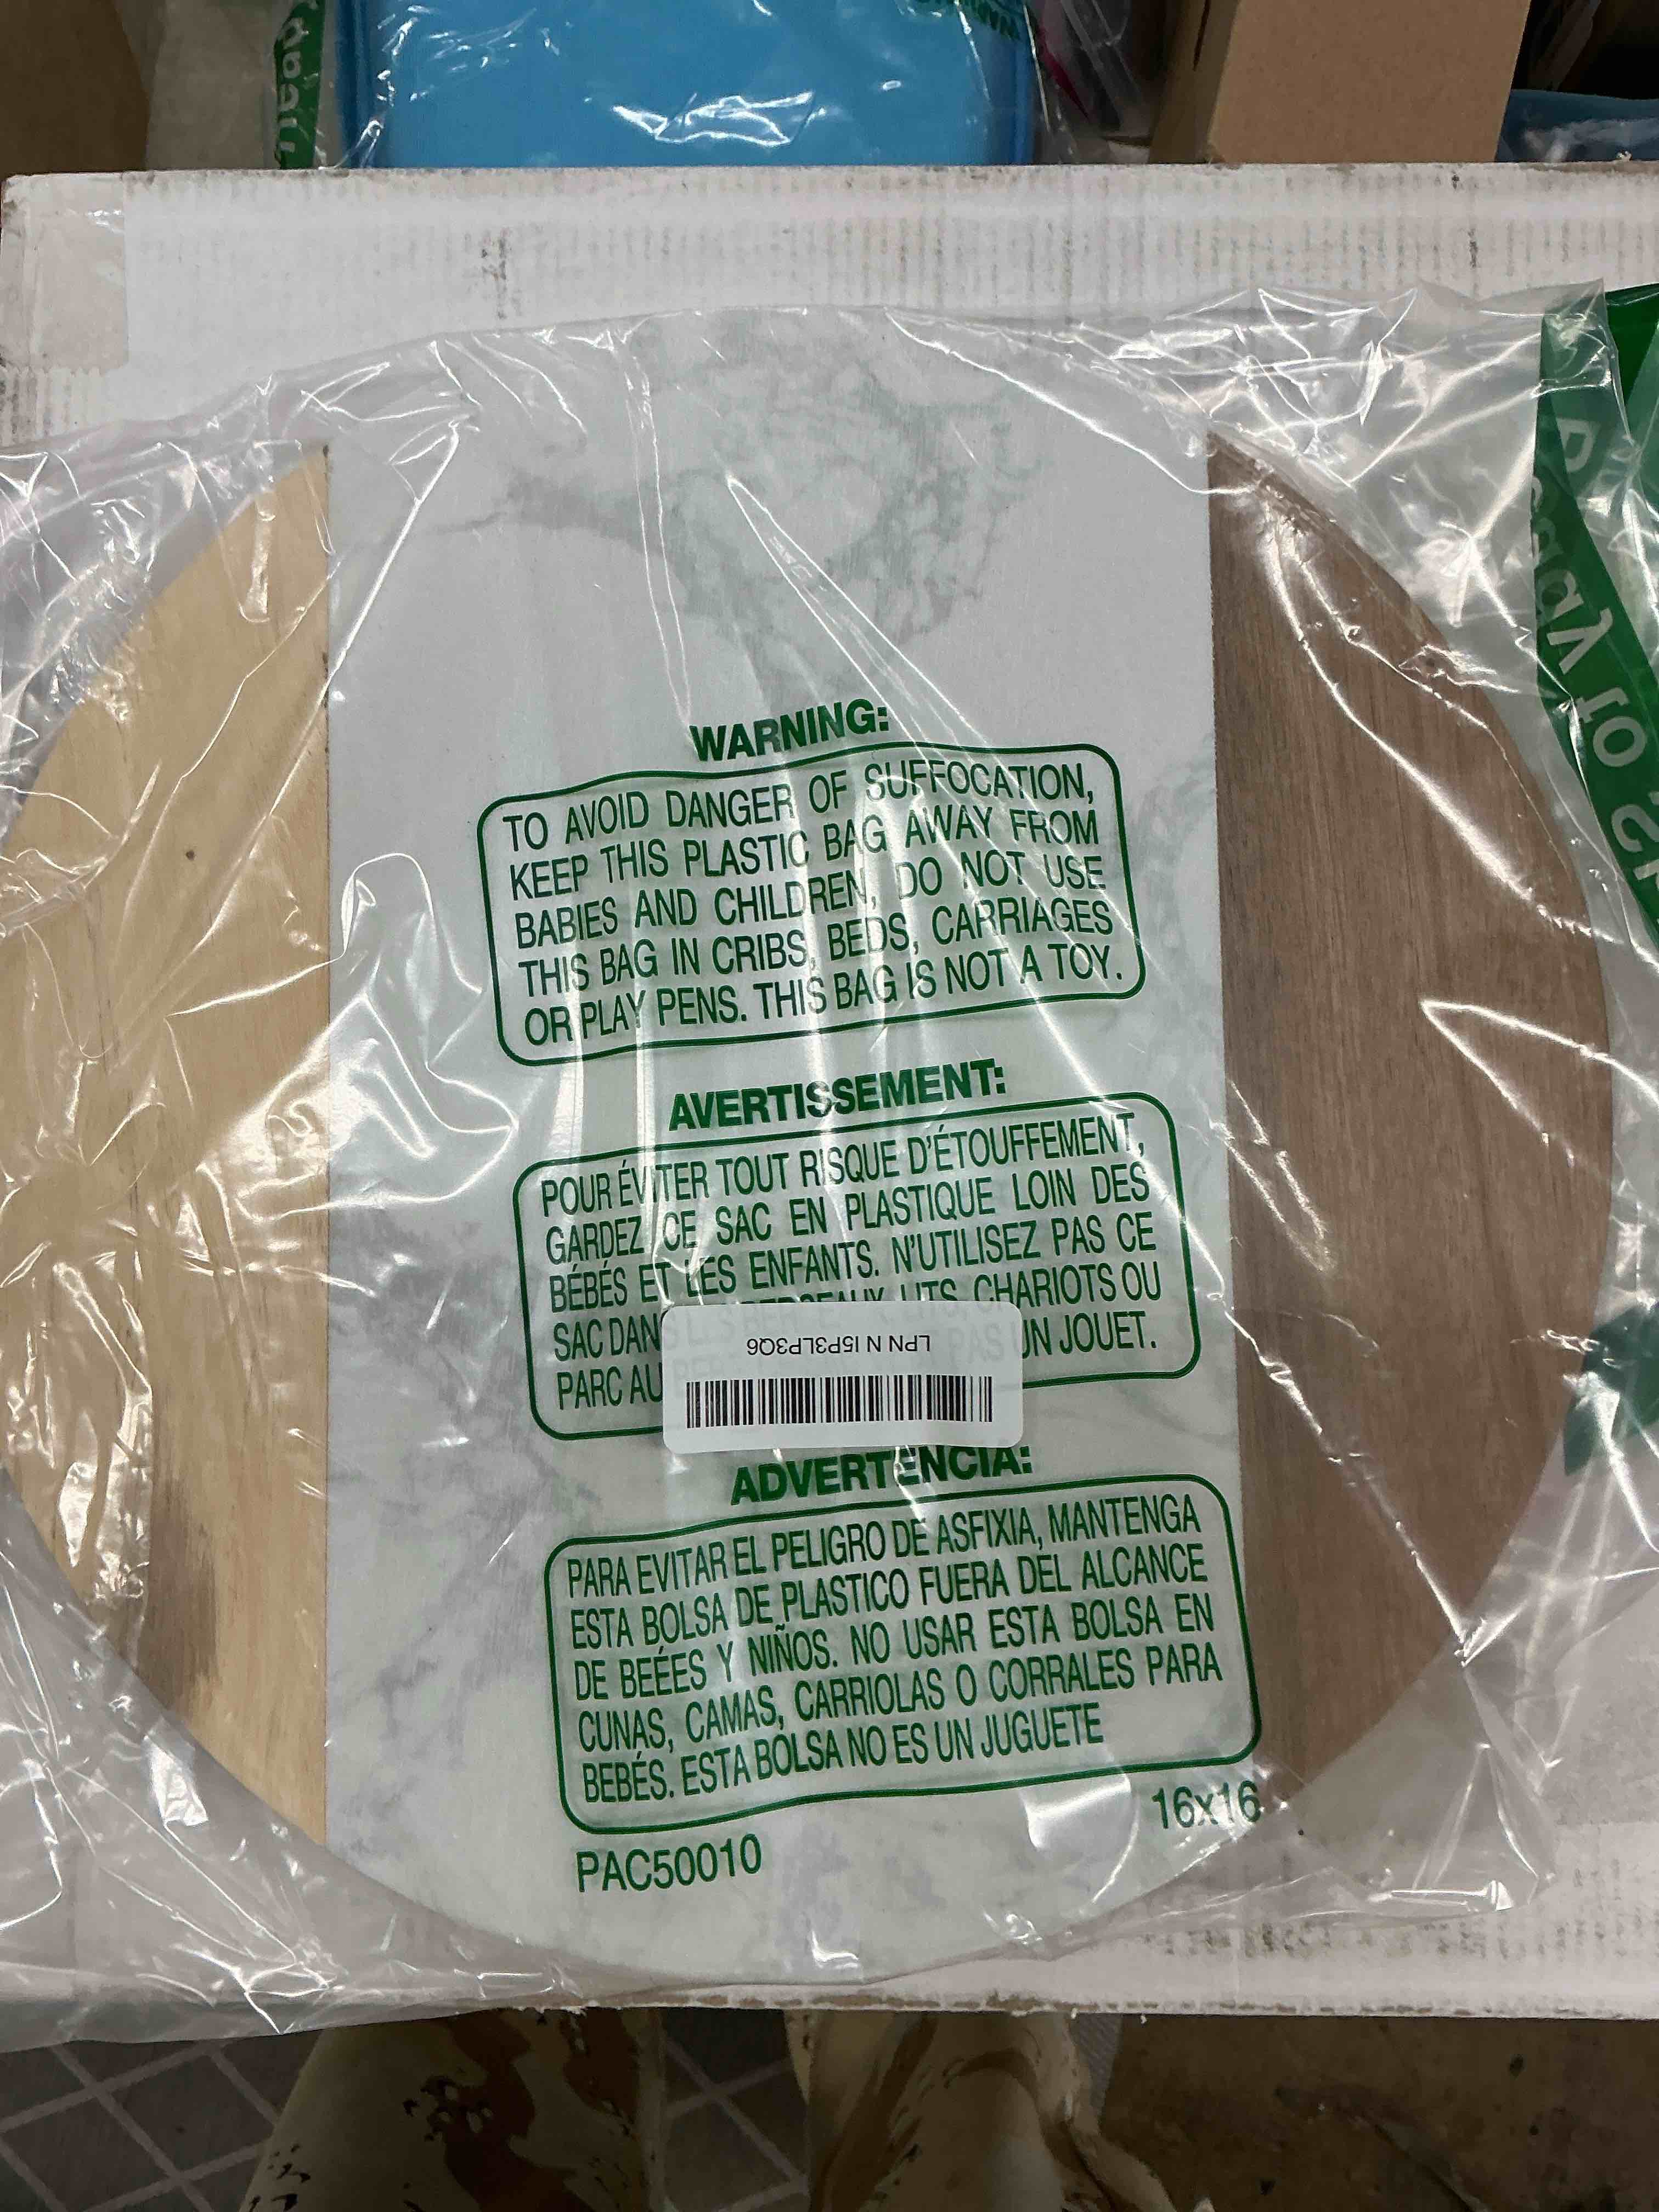 WARNING:
TO AVOID DANGER OF SUFFOCATION,
KEEP THIS PLASTIC BAG AWAY FROM
BABIES AND CHILDREN, DO NOT USE
THIS BAG IN CRIBS, BEDS, CARRIAGES
OR PLAY PENS. THIS BAG IS NOT A TOY.
AVERTISSEMENT:
POUR ÉVITER TOUT RISQUE D'ÉTOUFFEMENT,
GARDEZ CE SAC EN PLASTIQUE LOIN DES
BÉBÉS ET LES ENFANTS. N'UTILISEZ PAS CE
SAC DANS LITS, CHARIOTS OU
PARC AU PAS UN JOUET.
LPN N I5P3LP3Q6
ADVERTENCIA:
PARA EVITAR EL PELIGRO DE ASFIXIA, MANTENGA
ESTA BOLSA DE PLASTICO FUERA DEL ALCANCE
DE BEÉES Y NIÑOS. NO USAR ESTA BOLSA EN
CUNAS, CAMAS, CARRIOLAS O CORRALES PARA
BEBÉS. ESTA BOLSA NO ES UN JUGUETE
16x16
PAC50010
or